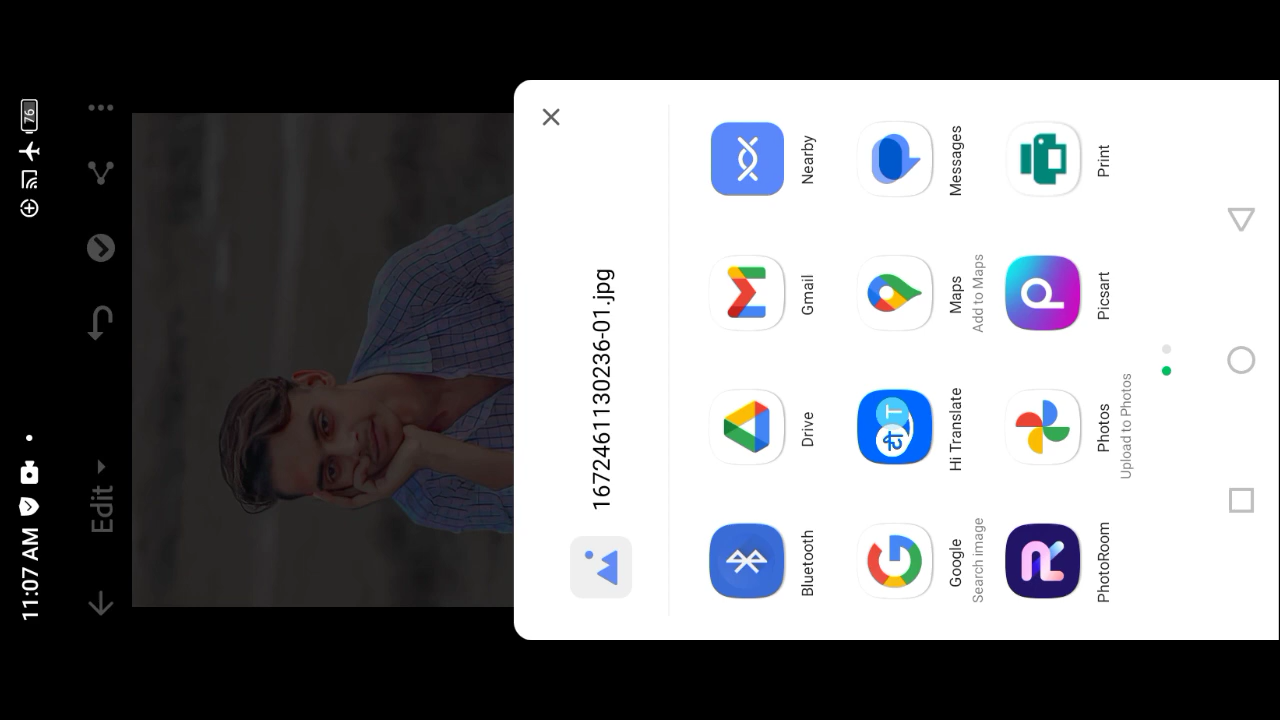 11:07 AM
76
Edit
1672461130236-01.jpg
Bluetooth
Drive
Gmail
Nearby
Google
Search image
Hi Translate
Maps
Add to Maps
Messages
PhotoRoom
Photos
Upload to Photos
Picsart
Print